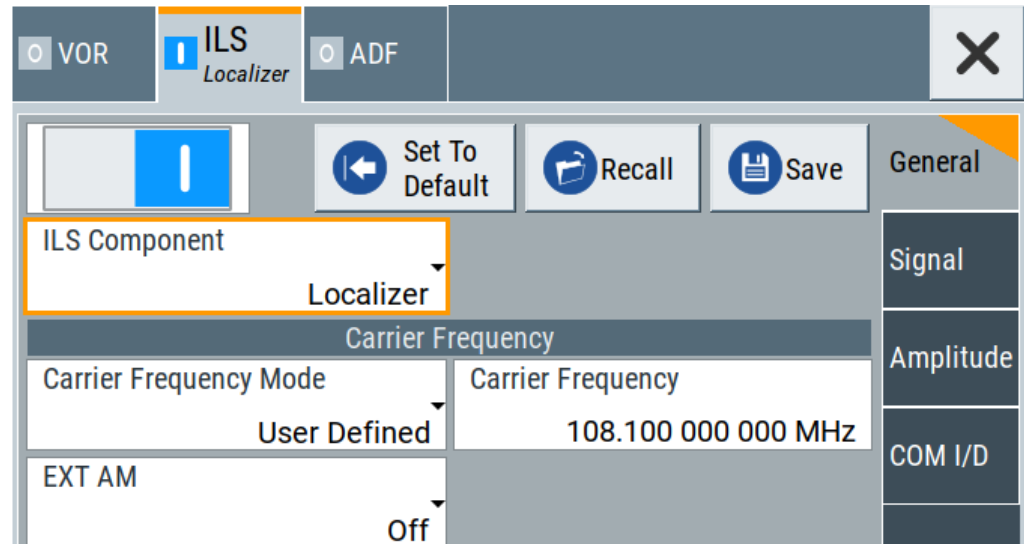 VOR
ILS
Localizer
ADF
Set To
Default
Recall
Save
General
ILS Component
Localizer
Signal
Carrier Frequency
Amplitude
Carrier Frequency Mode
User Defined
Carrier Frequency
108.100 000 000 MHz
COM I/D
EXT AM
Off